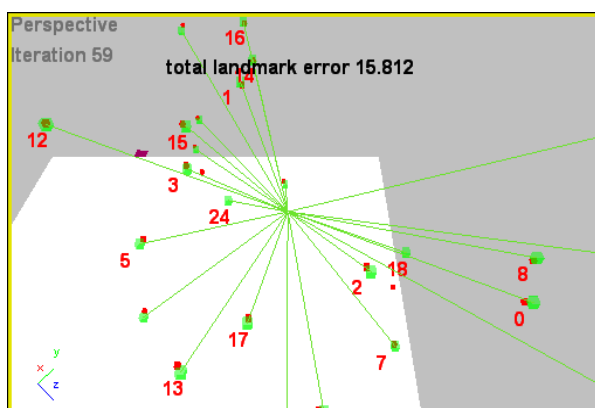 Perspective
16
Iteration 59
total landmark error 15.812
14
1
12
15
3
24
5
18
8
2
0
17
7
13
x
y
z